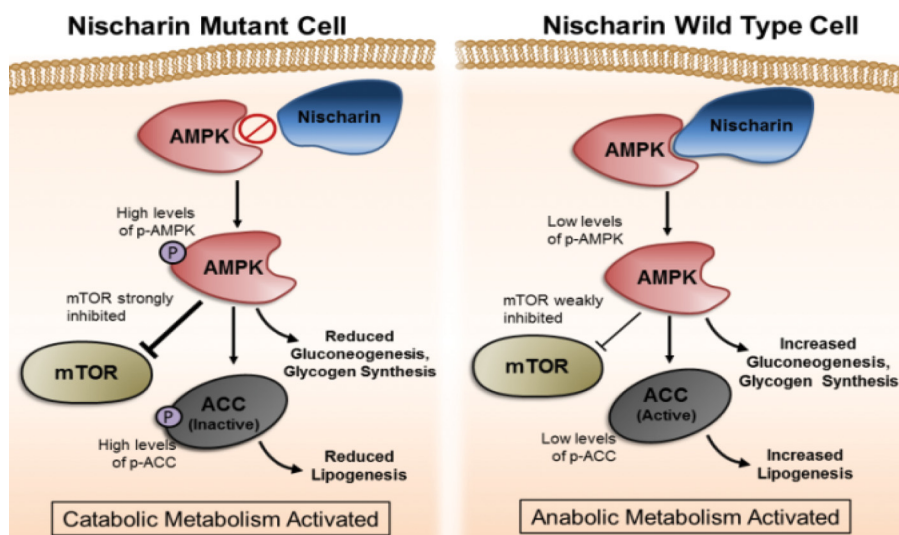 Nischarin Mutant Cell
AMPK
Nischarin
High levels
of p-AMPK
P
AMPK
mTOR strongly
inhibited
mTOR
Reduced
Gluconeogenesis,
Glycogen Synthesis
P
ACC
(Inactive)
High levels
of p-ACC
Reduced
Lipogenesis
Catabolic Metabolism Activated
Nischarin Wild Type Cell
AMPK
Nischarin
Low levels
of p-AMPK
AMPK
mTOR weakly
inhibited
mTOR
Increased
Gluconeogenesis,
Glycogen Synthesis
ACC
(Active)
Low levels
of p-ACC
Increased
Lipogenesis
Anabolic Metabolism Activated